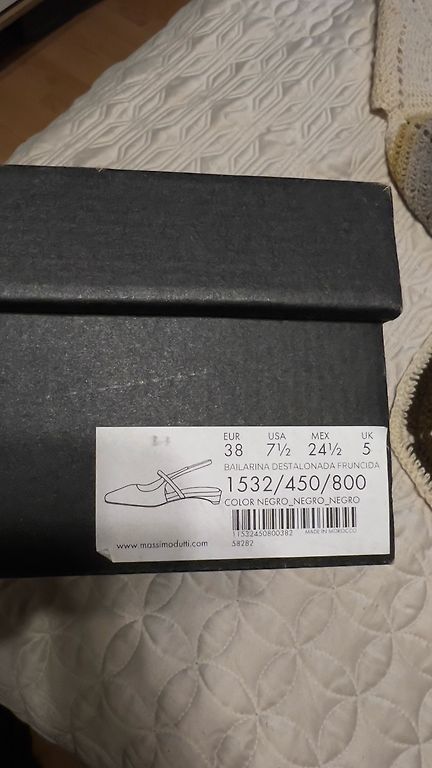 EUR USA MEX UK
38 7½ 24½ 5
BAILARINA DESTALONADA FRUNCIDA
1532/450/800
COLOR NEGRO_NEGRO_NEGRO
11532450800382 MADE IN MOROCCO
www.massimodutti.com 58282